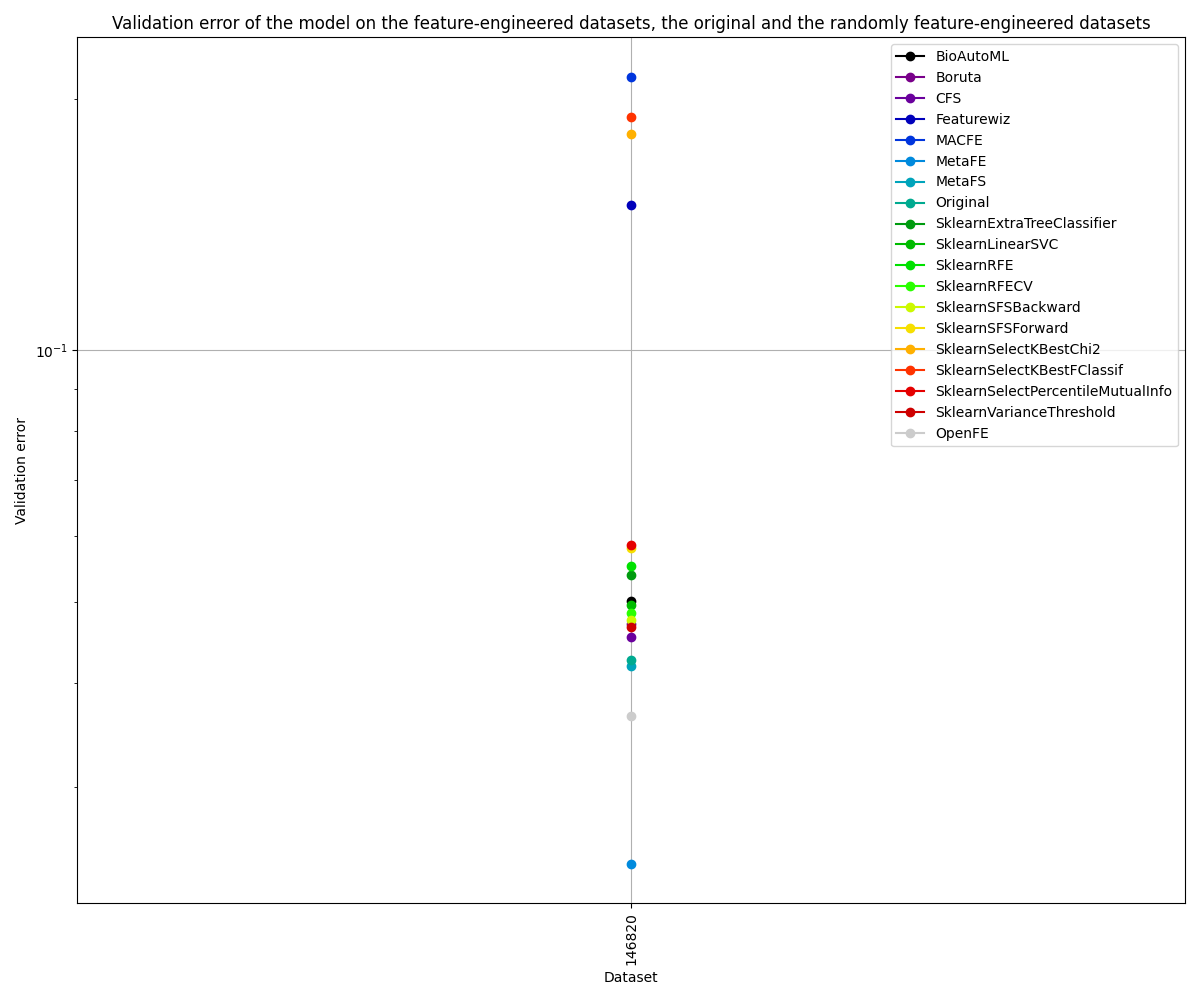 Validation error of the model on the feature-engineered datasets, the original and the randomly feature-engineered datasets
BioAutoML
Boruta
CFS
Featurewiz
MACFE
MetaFE
MetaFS
Original
SklearnExtraTreeClassifier
SklearnLinearSVC
SklearnRFE
SklearnRFECV
SklearnSFSBackward
SklearnSFSForward
SklearnSelectKBestChi2
SklearnSelectKBestFClassif
SklearnSelectPercentileMutualInfo
SklearnVarianceThreshold
OpenFE
10⁻¹
Validation error
146820
Dataset